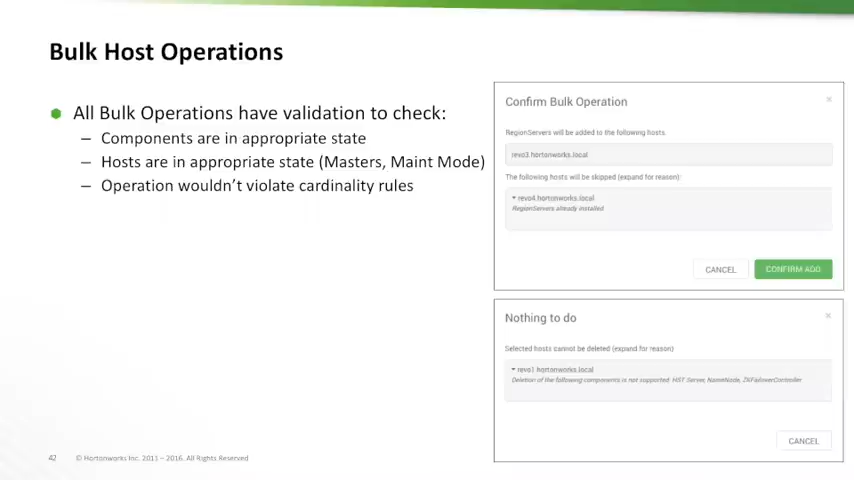 Bulk Host Operations
All Bulk Operations have validation to check:
– Components are in appropriate state
– Hosts are in appropriate state (Masters, Maint Mode)
– Operation wouldn't violate cardinality rules
Confirm Bulk Operation
×
RegionServers will be added to the following hosts.
revo3.hortonworks.local
The following hosts will be skipped (expand for reason):
revo4.hortonworks.local
RegionServers already installed
CANCEL
CONFIRM ADD
Nothing to do
×
Selected hosts cannot be deleted (expand for reason)
revo1.hortonworks.local
Deletion of the following components is not supported: HST Server, NameNode, ZKFailoverController
CANCEL
42 © Hortonworks Inc. 2011 – 2016. All Rights Reserved